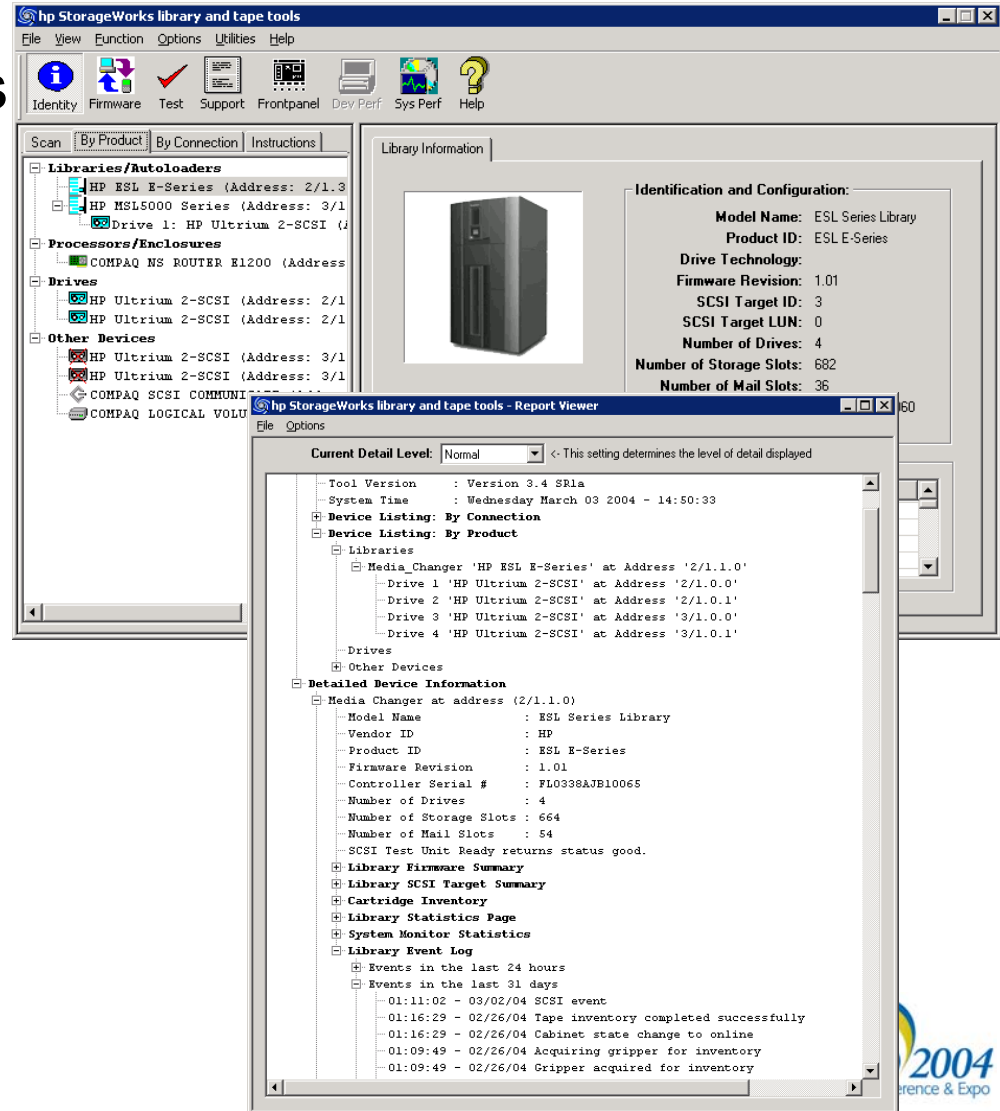 s
hp StorageWorks library and tape tools
File View Function Options Utilities Help
Identity Firmware Test Support Frontpanel Dev Perf Sys Perf Help
Scan By Product By Connection Instructions
Libraries/Autoloaders
HP ESL E-Series (Address: 2/1.3
HP MSL5000 Series (Address: 3/1
Drive 1: HP Ultrium 2-SCSI (A
Processors/Enclosures
COMPAQ NS ROUTER E1200 (Address
Drives
HP Ultrium 2-SCSI (Address: 2/1
HP Ultrium 2-SCSI (Address: 2/1
Other Devices
HP Ultrium 2-SCSI (Address: 3/1
HP Ultrium 2-SCSI (Address: 3/1
COMPAQ SCSI COMMUNI
COMPAQ LOGICAL VOLU
Library Information
Identification and Configuration:
Model Name: ESL Series Library
Product ID: ESL E-Series
Drive Technology:
Firmware Revision: 1.01
SCSI Target ID: 3
SCSI Target LUN: 0
Number of Drives: 4
Number of Storage Slots: 682
Number of Mail Slots: 36
060
hp StorageWorks library and tape tools - Report Viewer
File Options
Current Detail Level: Normal <- This setting determines the level of detail displayed
Tool Version : Version 3.4 SR1a
System Time : Wednesday March 03 2004 - 14:50:33
Device Listing: By Connection
Device Listing: By Product
Libraries
Media_Changer 'HP ESL E-Series' at Address '2/1.1.0'
Drive 1 'HP Ultrium 2-SCSI' at Address '2/1.0.0'
Drive 2 'HP Ultrium 2-SCSI' at Address '2/1.0.1'
Drive 3 'HP Ultrium 2-SCSI' at Address '3/1.0.0'
Drive 4 'HP Ultrium 2-SCSI' at Address '3/1.0.1'
Drives
Other Devices
Detailed Device Information
Media Changer at address (2/1.1.0)
Model Name : ESL Series Library
Vendor ID : HP
Product ID : ESL E-Series
Firmware Revision : 1.01
Controller Serial # : FL0338AJB10065
Number of Drives : 4
Number of Storage Slots : 664
Number of Mail Slots : 54
SCSI Test Unit Ready returns status good.
Library Firmware Summary
Library SCSI Target Summary
Cartridge Inventory
Library Statistics Page
System Monitor Statistics
Library Event Log
Events in the last 24 hours
Events in the last 31 days
01:11:02 - 03/02/04 SCSI event
01:16:29 - 02/26/04 Tape inventory completed successfully
01:16:29 - 02/26/04 Cabinet state change to online
01:09:49 - 02/26/04 Acquiring gripper for inventory
01:09:49 - 02/26/04 Gripper acquired for inventory
2004
erence & Expo